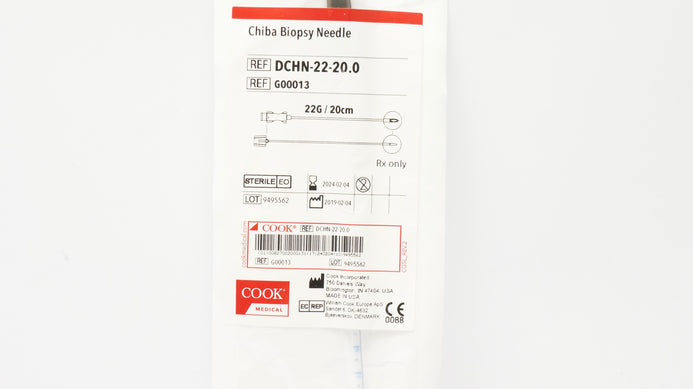 Chiba Biopsy Needle
REF DCHN-22-20.0
REF G00013
22G / 20cm
Rx only
STERILE EO
2024-02-04
LOT 9495562
2019-02-04
cookmedical.com
COOK® REF DCHN-22-20.0
REF G00013 LOT 9495562
Cook Incorporated
750 Daniels Way
Bloomington, IN 47404, U.S.A.
MADE IN U.S.A.
COOK®
MEDICAL
EC REP
William Cook Europe ApS
Sandet 6, DK-4632
Bjaeverskov, DENMARK
CE
0088